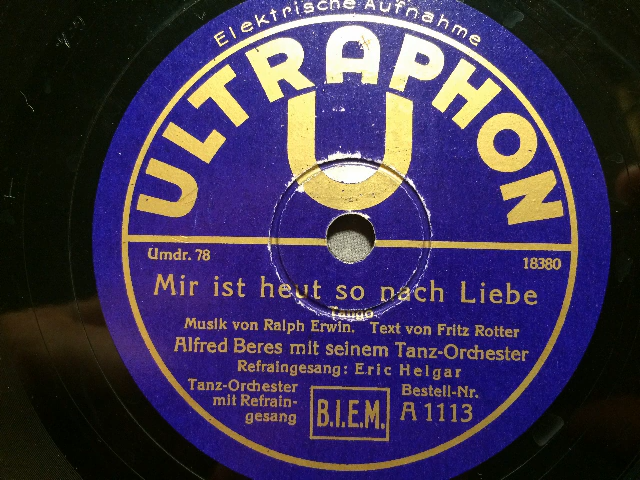 Elektrische Aufnahme
ULTRAPHON
U
Umdr. 78
18380
Mir ist heut so nach Liebe
Tango
Musik von Ralph Erwin. Text von Fritz Rotter
Alfred Beres mit seinem Tanz-Orchester
Refraingesang: Eric Helgar
Tanz-Orchester
mit Refrain-
gesang
B.I.E.M.
Bestell-Nr.
A 1113